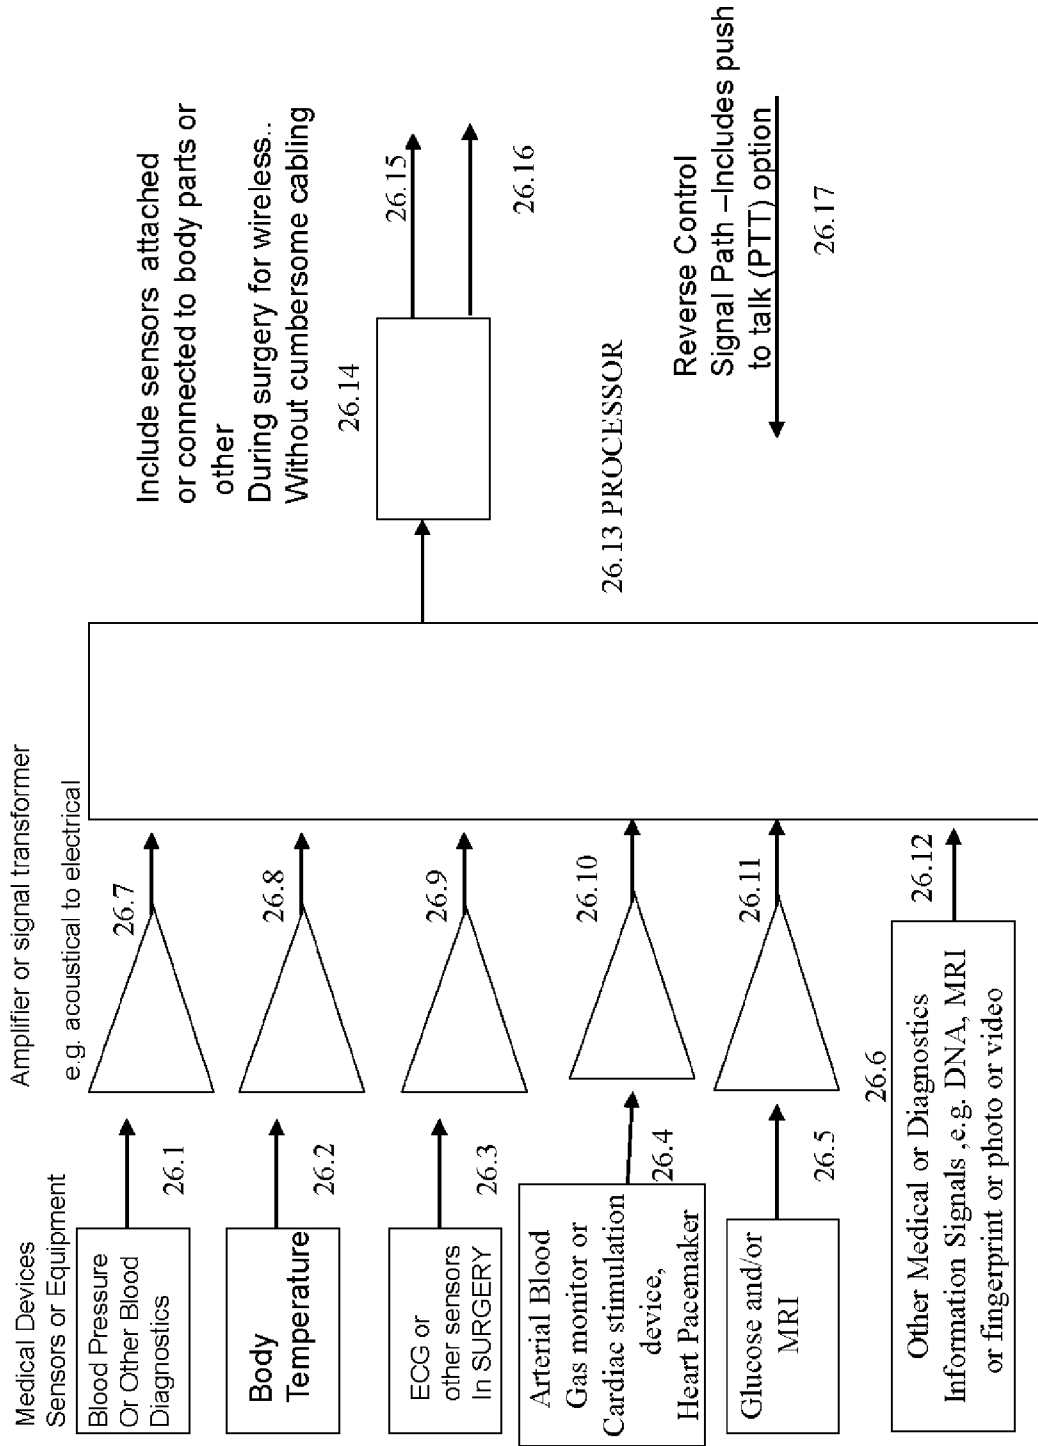 Medical Devices
Sensors or Equipment
Amplifier or signal transformer
e.g. acoustical to electrical
Blood Pressure
Or Other Blood
Diagnostics
26.1
26.7
Body
Temperature
26.2
26.8
ECG or
other sensors
In SURGERY
26.3
26.9
Arterial Blood
Gas monitor or
Cardiac stimulation
device,
Heart Pacemaker
26.4
26.10
Glucose and/or
MRI
26.5
26.11
26.6
Other Medical or Diagnostics
Information Signals ,e.g. DNA, MRI
or fingerprint or photo or video
26.12
26.13 PROCESSOR
Include sensors attached
or connected to body parts or
other
During surgery for wireless..
Without cumbersome cabling
26.14
26.15
26.16
Reverse Control
Signal Path –Includes push
to talk (PTT) option
26.17